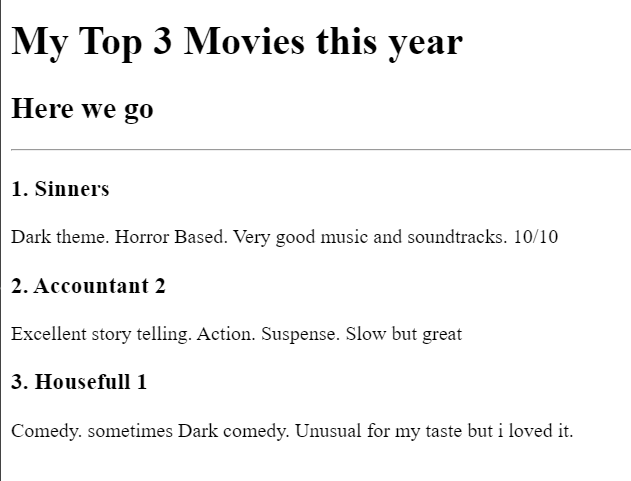 My Top 3 Movies this year
Here we go
1. Sinners
Dark theme. Horror Based. Very good music and soundtracks. 10/10
2. Accountant 2
Excellent story telling. Action. Suspense. Slow but great
3. Housefull 1
Comedy. sometimes Dark comedy. Unusual for my taste but i loved it.